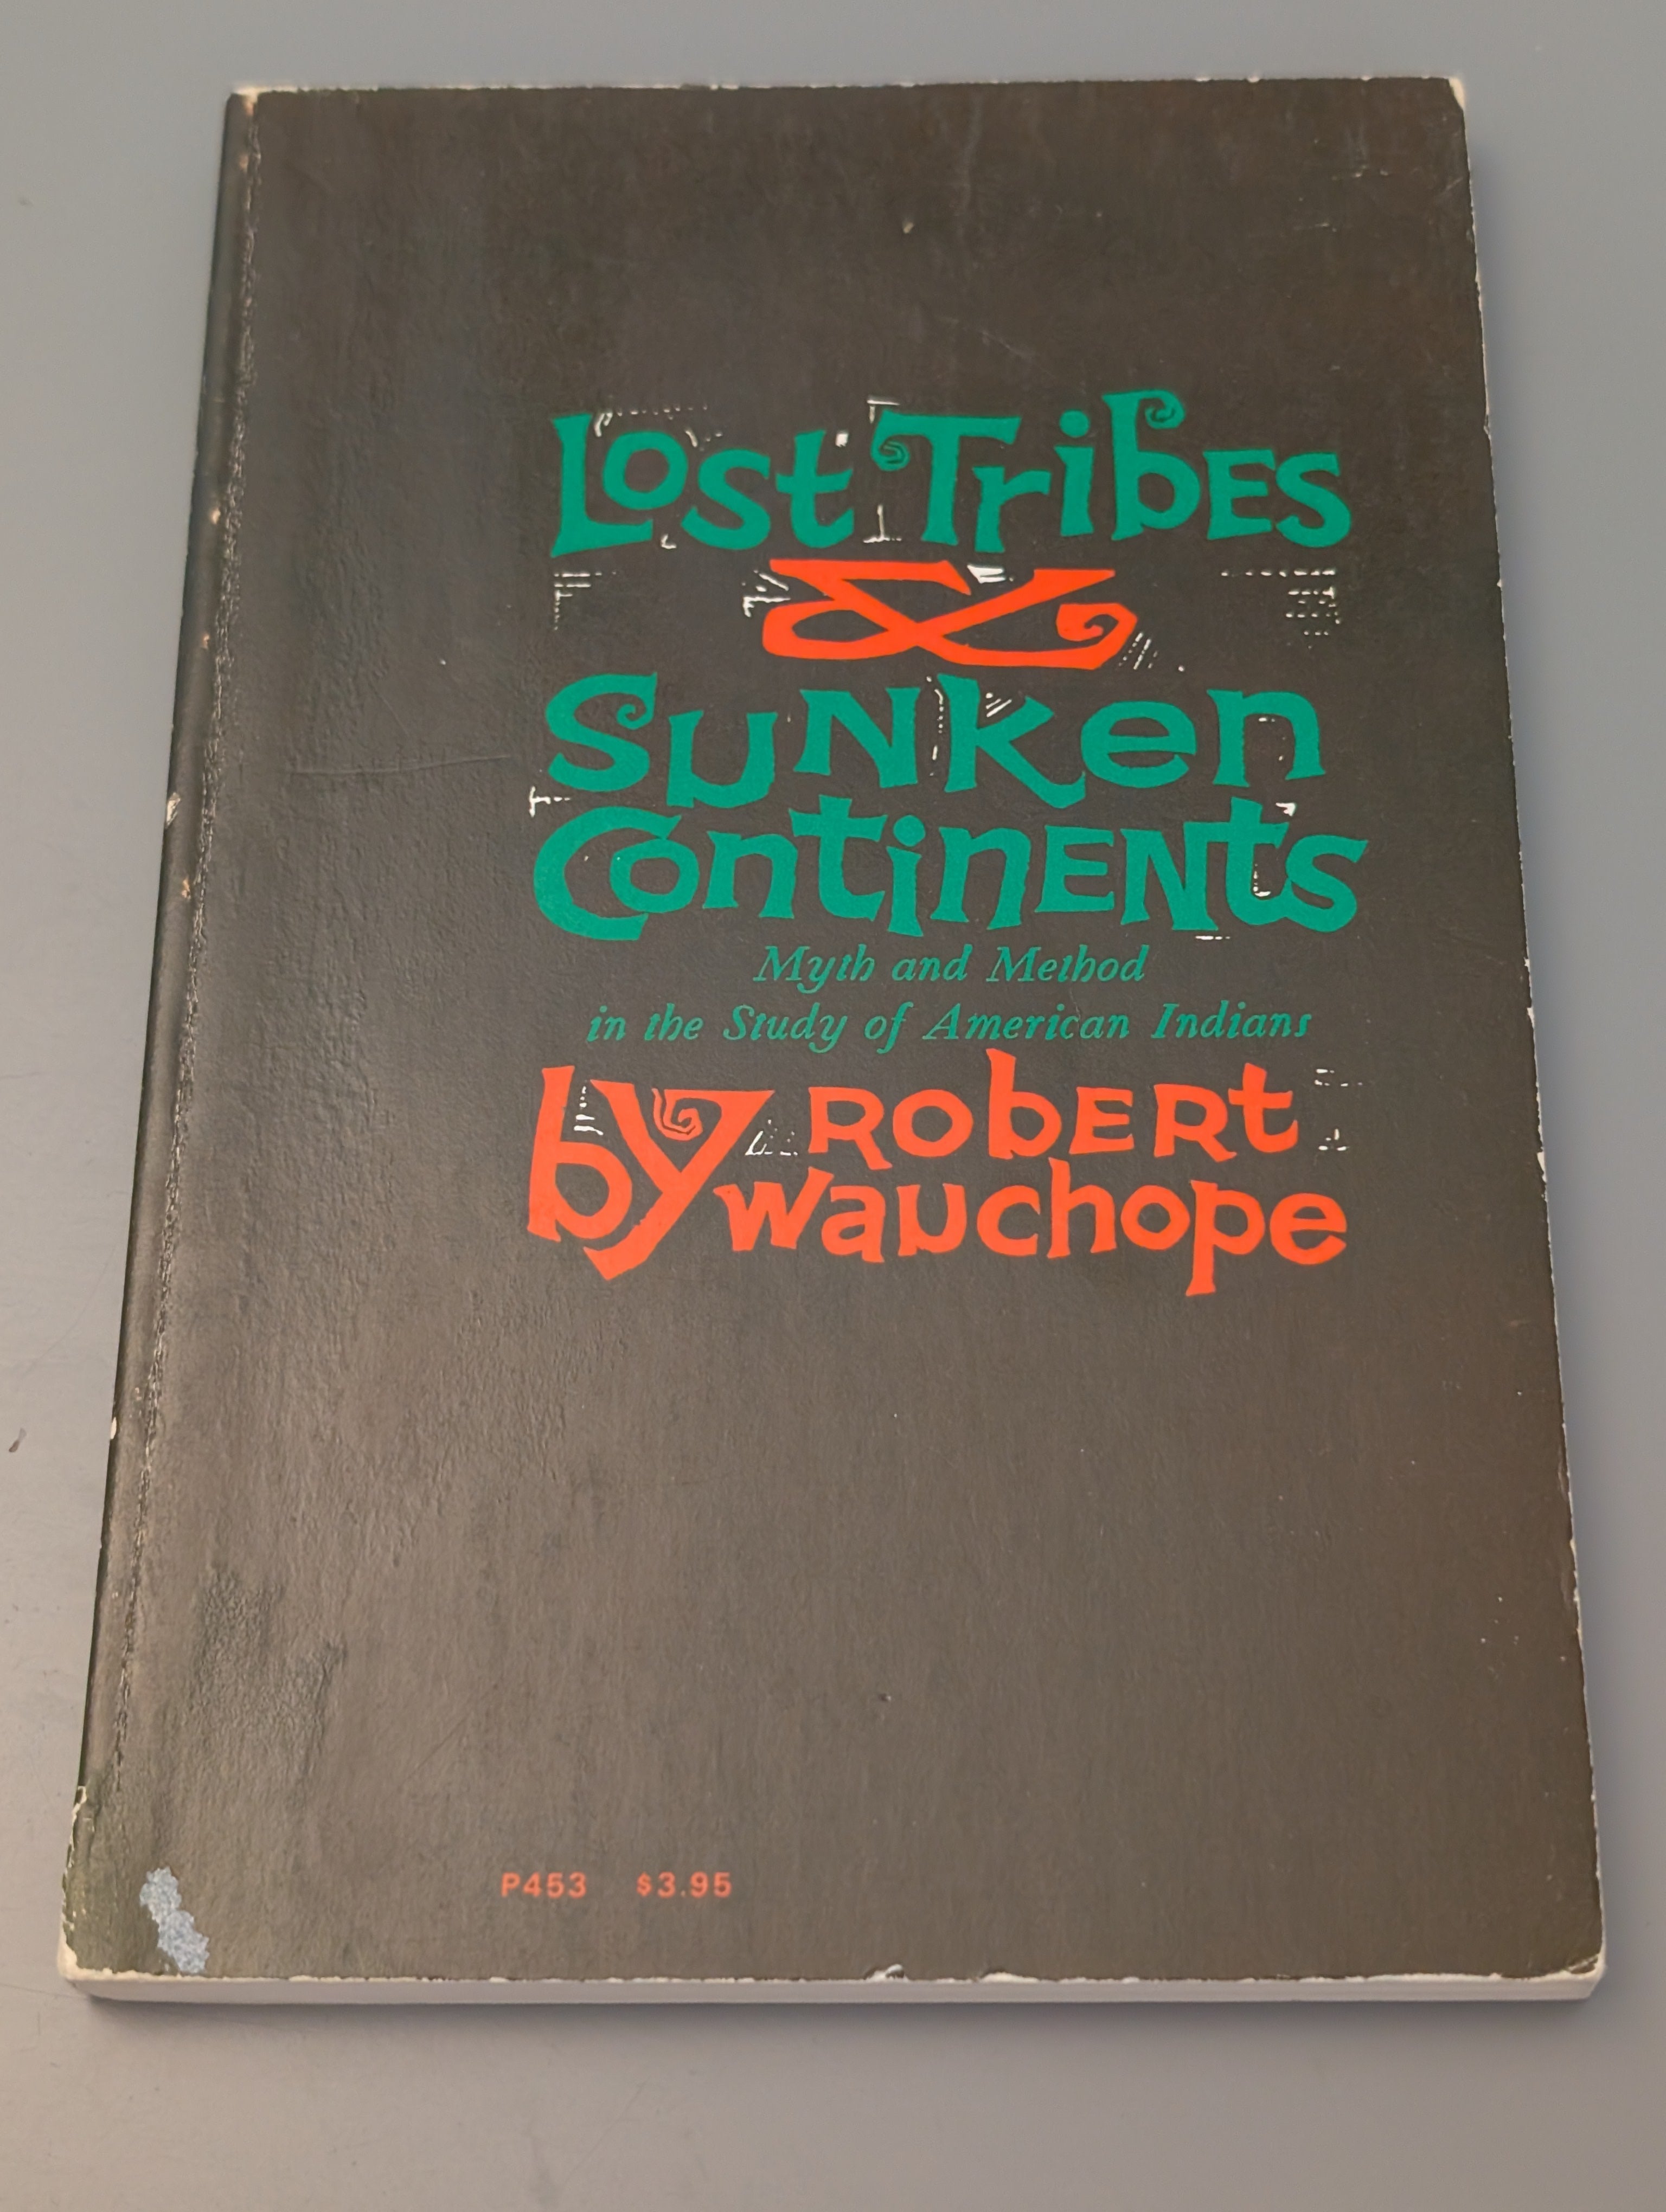 Lost Tribes
&
Sunken
Continents
Myth and Method
in the Study of American Indians
by Robert
Wauchope
P453 $3.95